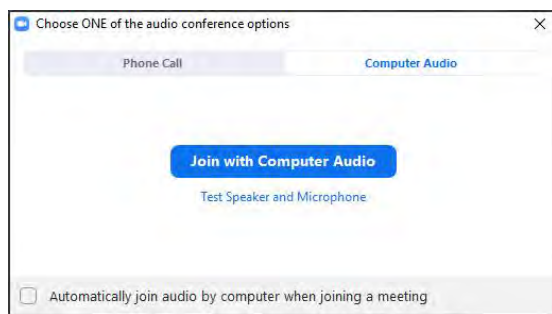 Choose ONE of the audio conference options
Phone Call
Computer Audio
Join with Computer Audio
Test Speaker and Microphone
Automatically join audio by computer when joining a meeting